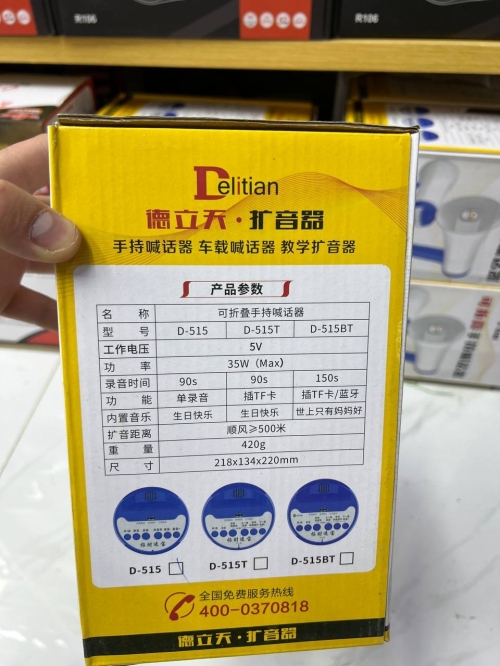 R106
R106
Delitian
德立天·扩音器
手持喊话器 车载喊话器 教学扩音器
产品参数
名 称 可折叠手持喊话器
型 号 D-515 D-515T D-515BT
工作电压 5V
功 率 35W（Max）
录音时间 90s 90s 150s
功 能 单录音 插TF卡 插TF卡/蓝牙
内置音乐 生日快乐 生日快乐 世上只有妈妈好
扩音距离 顺风≥500米
重 量 420g
尺 寸 218x134x220mm
D-515 D-515T D-515BT
全国免费服务热线
400-0370818
德立天·扩音器